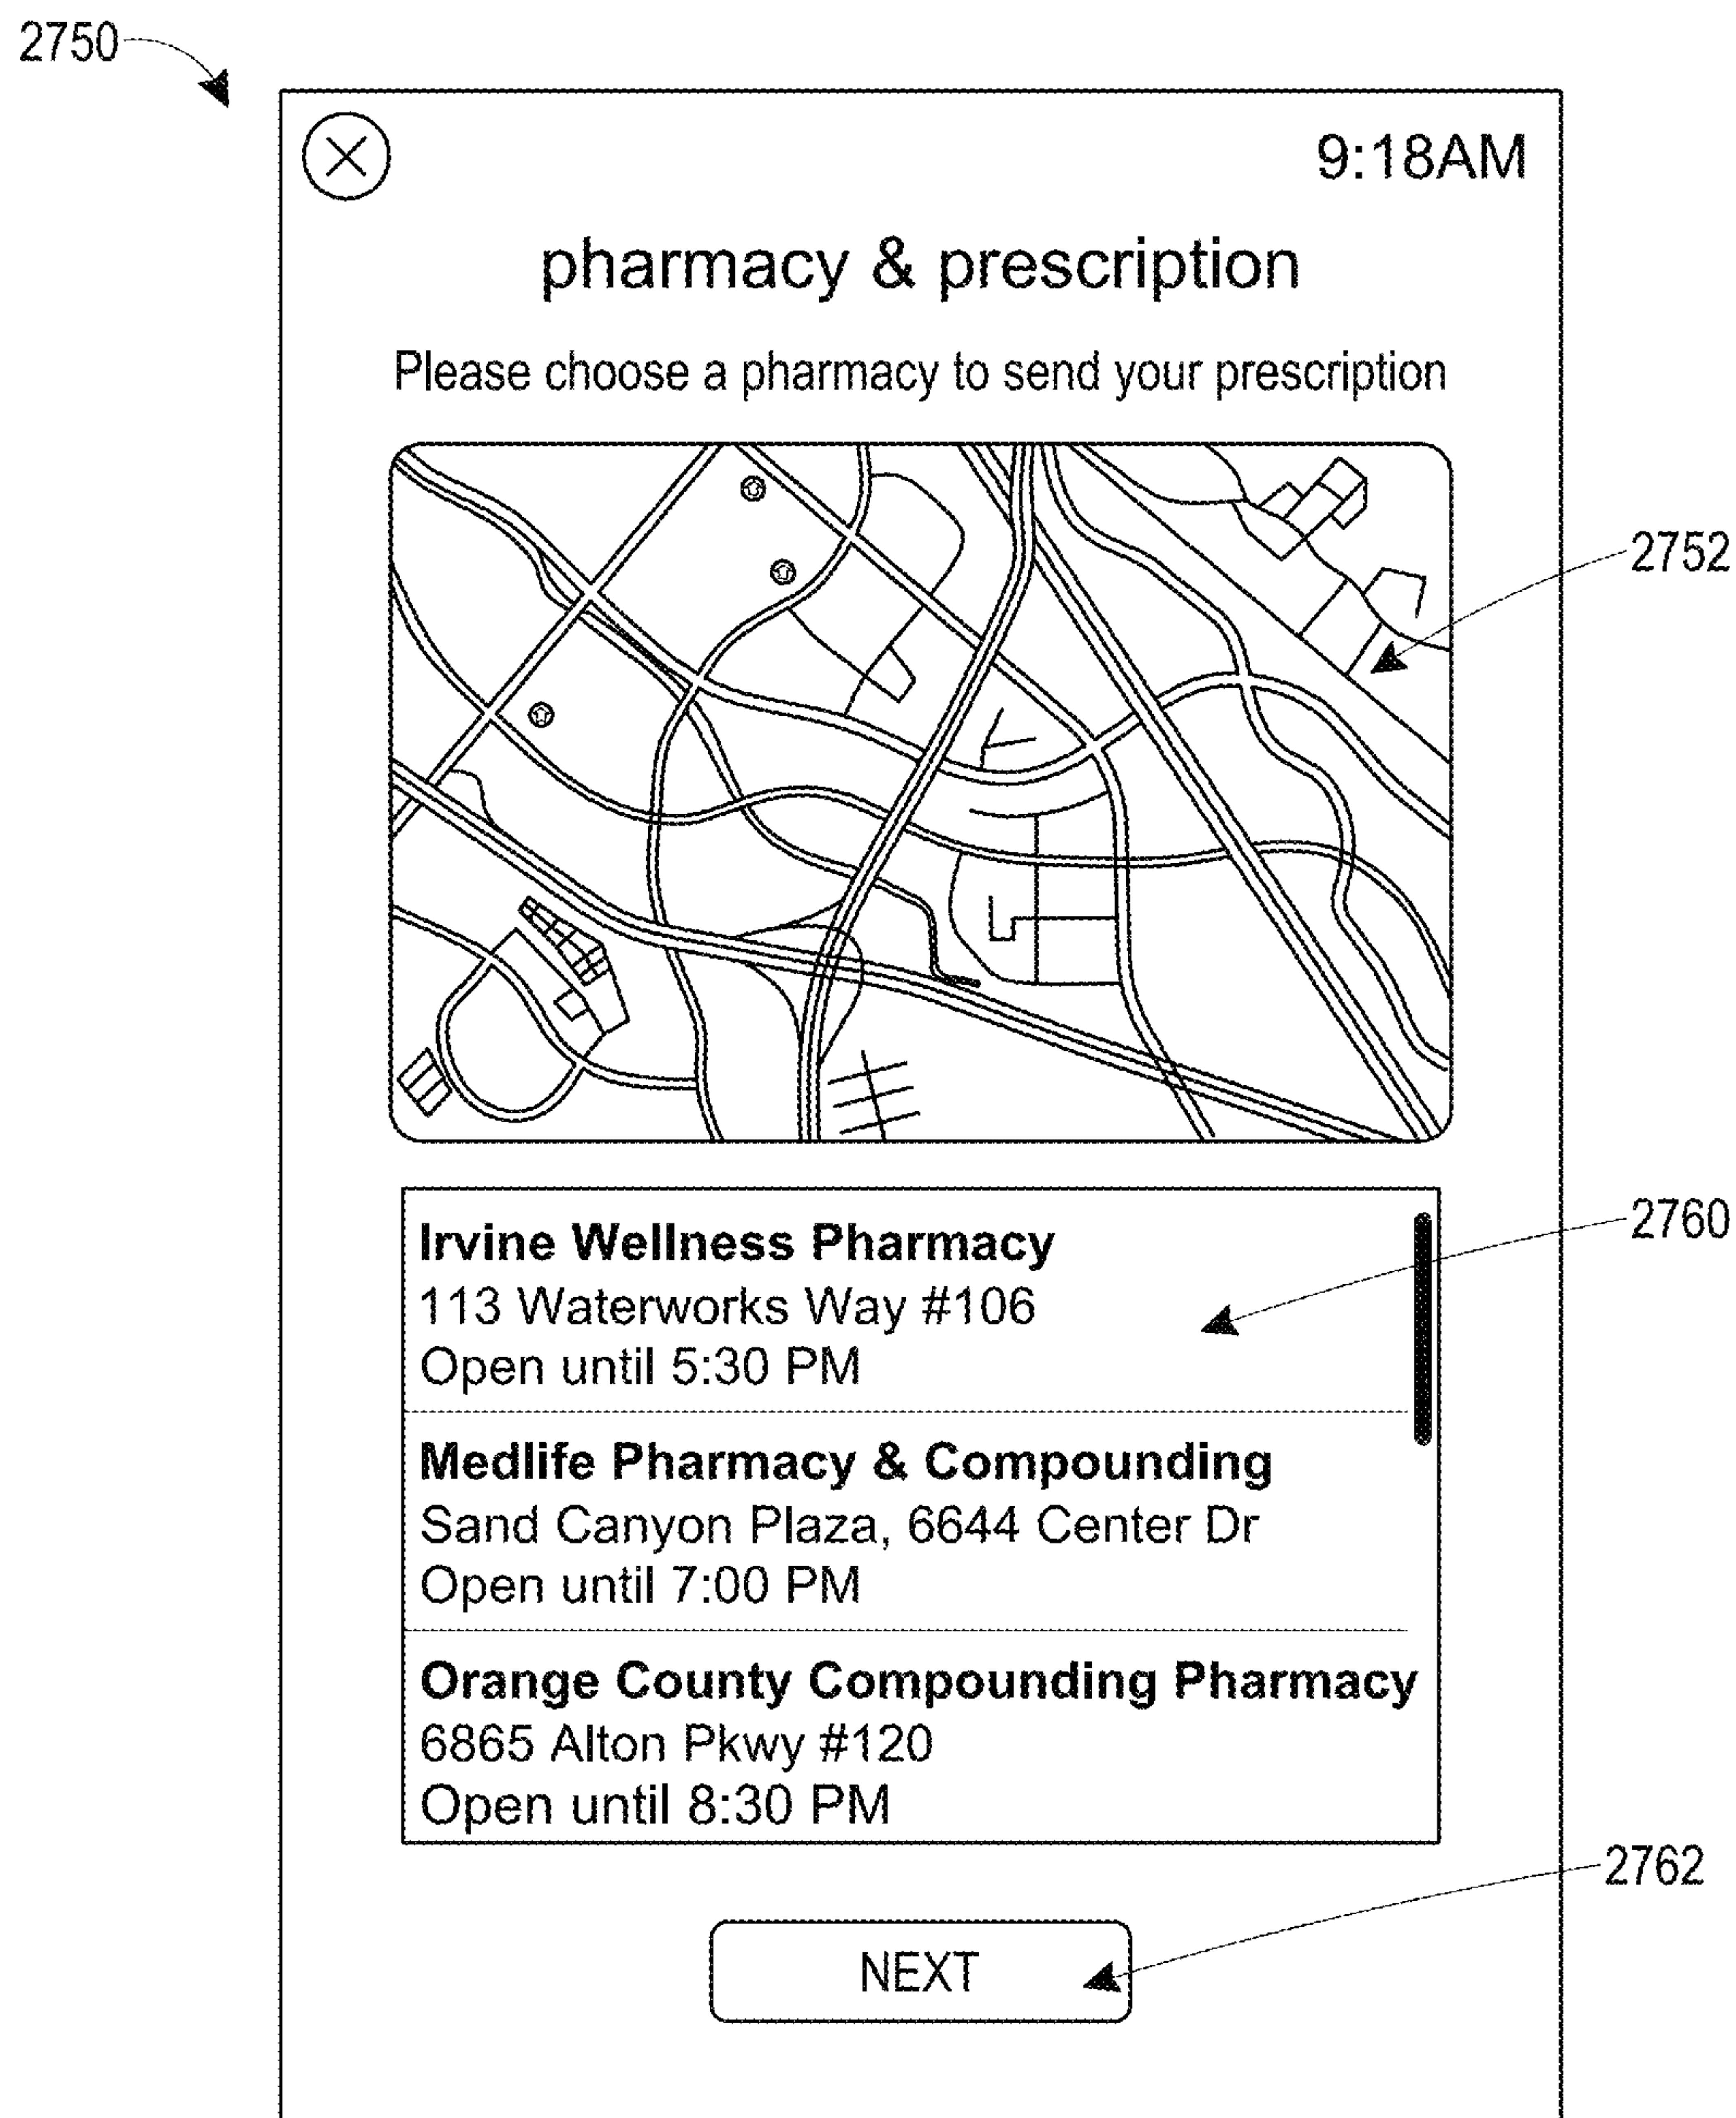 2750
9:18AM
pharmacy & prescription
Please choose a pharmacy to send your prescription
2752
Irvine Wellness Pharmacy
113 Waterworks Way #106
Open until 5:30 PM
2760
Medlife Pharmacy & Compounding
Sand Canyon Plaza, 6644 Center Dr
Open until 7:00 PM
Orange County Compounding Pharmacy
6865 Alton Pkwy #120
Open until 8:30 PM
2762
NEXT